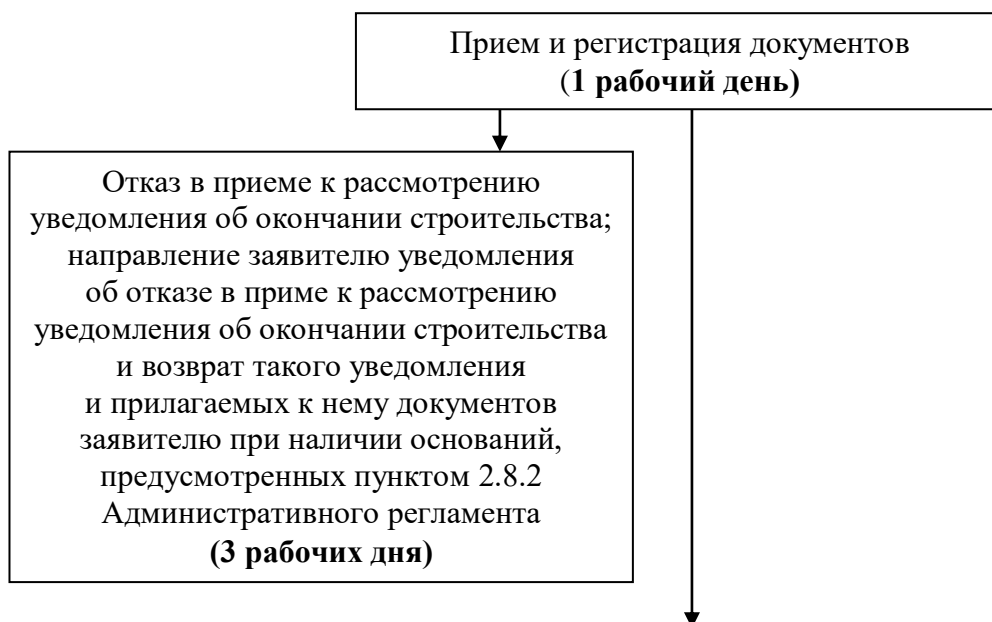 Прием и регистрация документов
(1 рабочий день)
Отказ в приеме к рассмотрению
уведомления об окончании строительства;
направление заявителю уведомления
об отказе в приме к рассмотрению
уведомления об окончании строительства
и возврат такого уведомления
и прилагаемых к нему документов
заявителю при наличии оснований,
предусмотренных пунктом 2.8.2
Административного регламента
(3 рабочих дня)